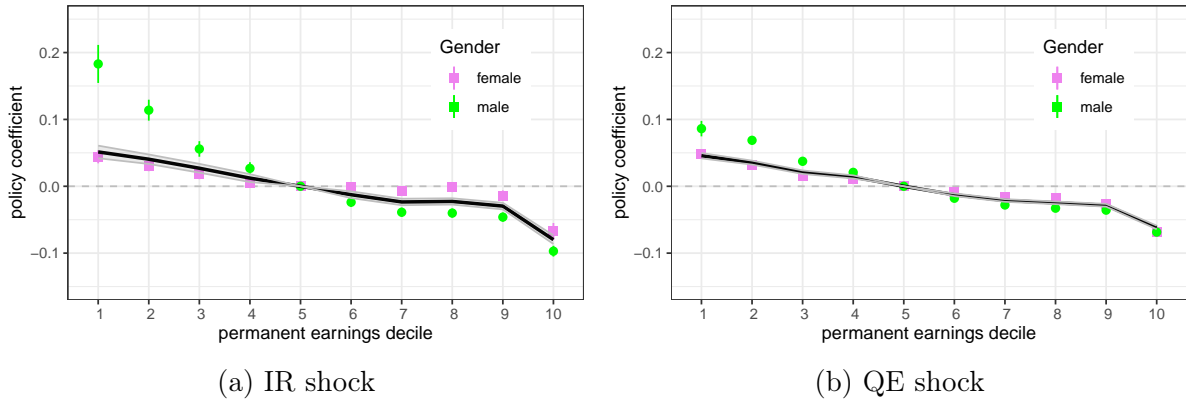 0.2
0.1
0.0
−0.1
policy coefficient
Gender
female
male
1 2 3 4 5 6 7 8 9 10
permanent earnings decile
(a) IR shock
0.2
0.1
0.0
−0.1
policy coefficient
Gender
female
male
1 2 3 4 5 6 7 8 9 10
permanent earnings decile
(b) QE shock